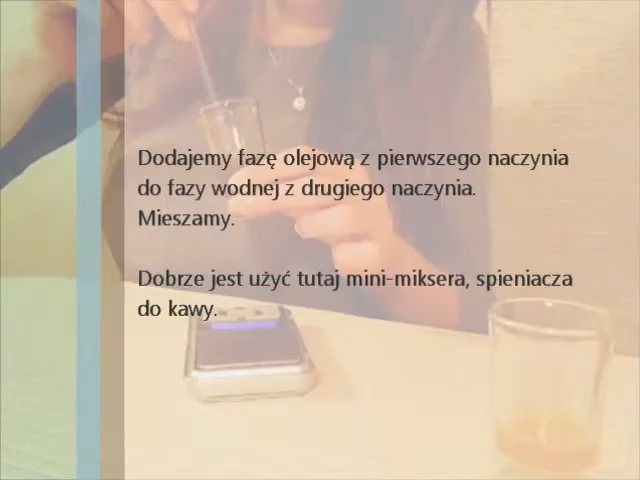 Dodajemy fazę olejową z pierwszego naczynia
do fazy wodnej z drugiego naczynia.
Mieszamy.
Dobrze jest użyć tutaj mini-miksera, spieniacza
do kawy.